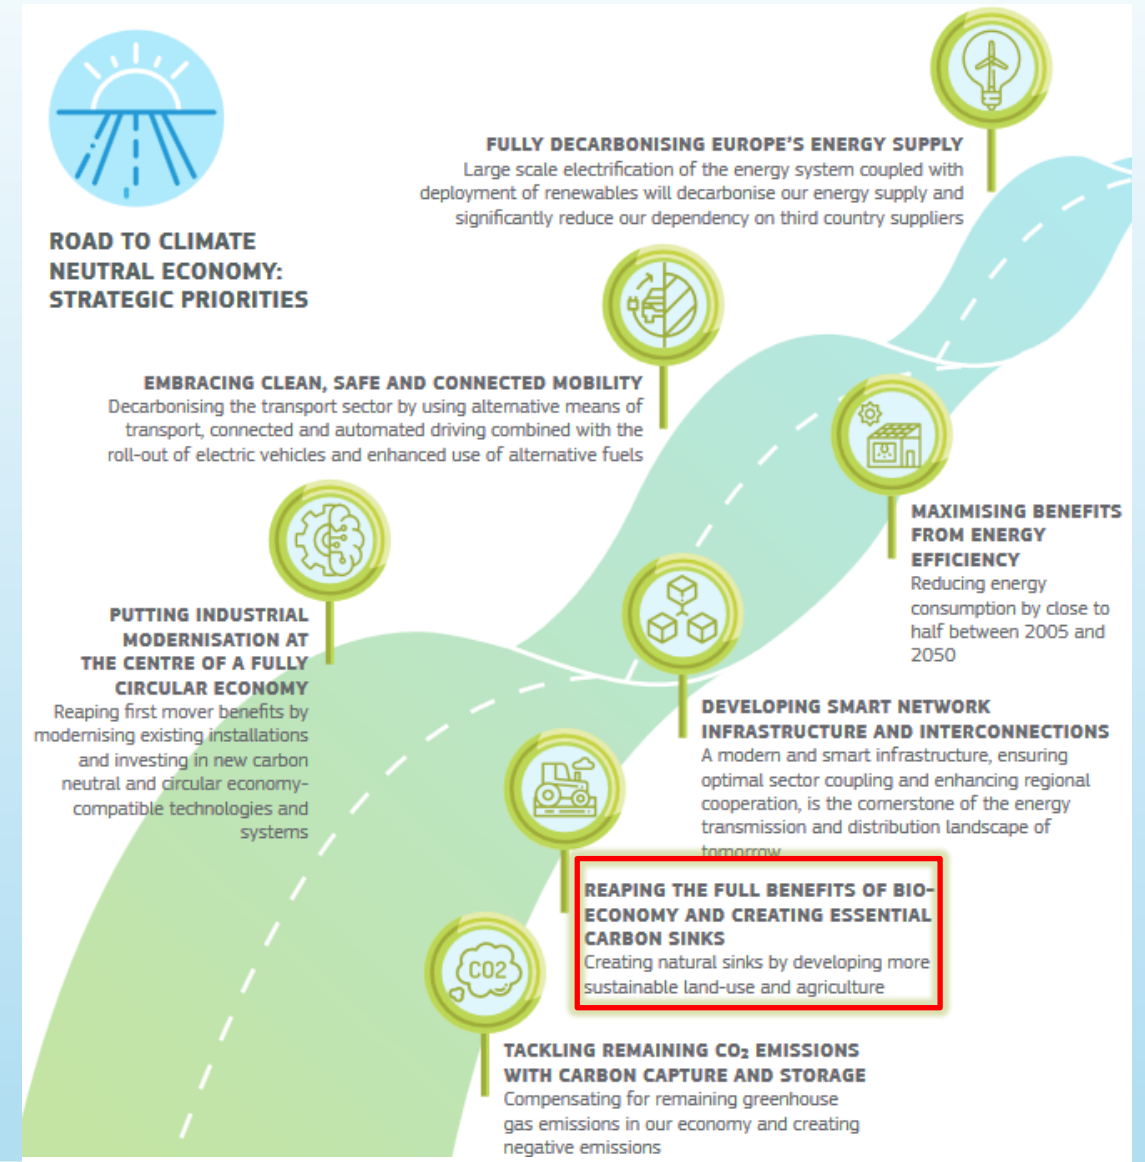 ROAD TO CLIMATE
NEUTRAL ECONOMY:
STRATEGIC PRIORITIES
FULLY DECARBONISING EUROPE'S ENERGY SUPPLY
Large scale electrification of the energy system coupled with
deployment of renewables will decarbonise our energy supply and
significantly reduce our dependency on third country suppliers
EMBRACING CLEAN, SAFE AND CONNECTED MOBILITY
Decarbonising the transport sector by using alternative means of
transport, connected and automated driving combined with the
roll-out of electric vehicles and enhanced use of alternative fuels
MAXIMISING BENEFITS
FROM ENERGY
EFFICIENCY
Reducing energy
consumption by close to
half between 2005 and
2050
PUTTING INDUSTRIAL
MODERNISATION AT
THE CENTRE OF A FULLY
CIRCULAR ECONOMY
Reaping first mover benefits by
modernising existing installations
and investing in new carbon
neutral and circular economy-
compatible technologies and
systems
DEVELOPING SMART NETWORK
INFRASTRUCTURE AND INTERCONNECTIONS
A modern and smart infrastructure, ensuring
optimal sector coupling and enhancing regional
cooperation, is the cornerstone of the energy
transmission and distribution landscape of
tomorrow
REAPING THE FULL BENEFITS OF BIO-
ECONOMY AND CREATING ESSENTIAL
CARBON SINKS
Creating natural sinks by developing more
sustainable land-use and agriculture
CO2
TACKLING REMAINING CO₂ EMISSIONS
WITH CARBON CAPTURE AND STORAGE
Compensating for remaining greenhouse
gas emissions in our economy and creating
negative emissions